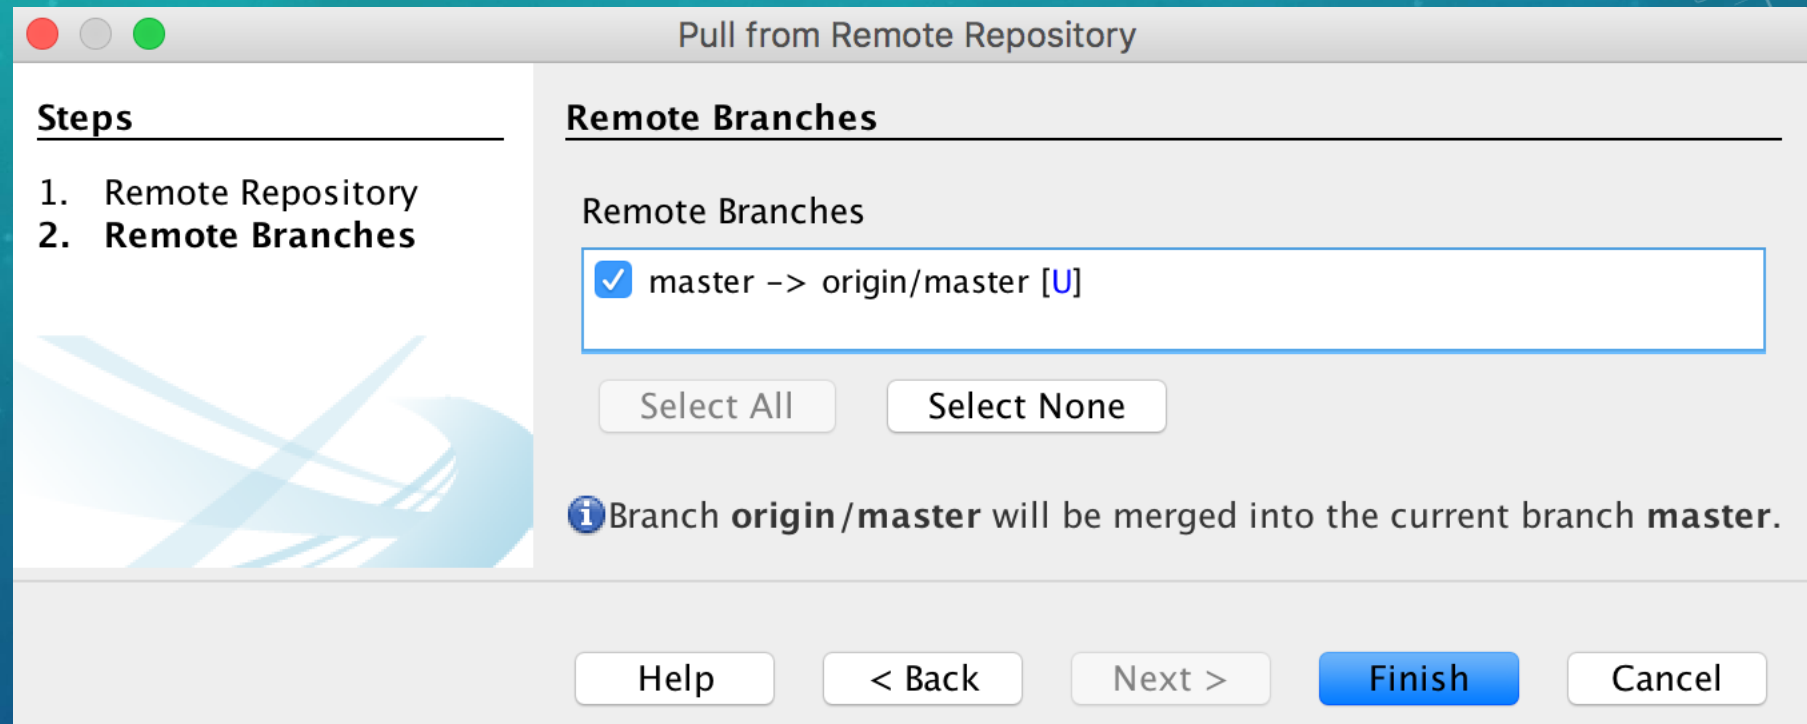 Pull from Remote Repository
Steps
1. Remote Repository
2. Remote Branches
Remote Branches
Remote Branches
master -> origin/master [U]
Select All
Select None
Branch origin/master will be merged into the current branch master.
Help
< Back
Next >
Finish
Cancel